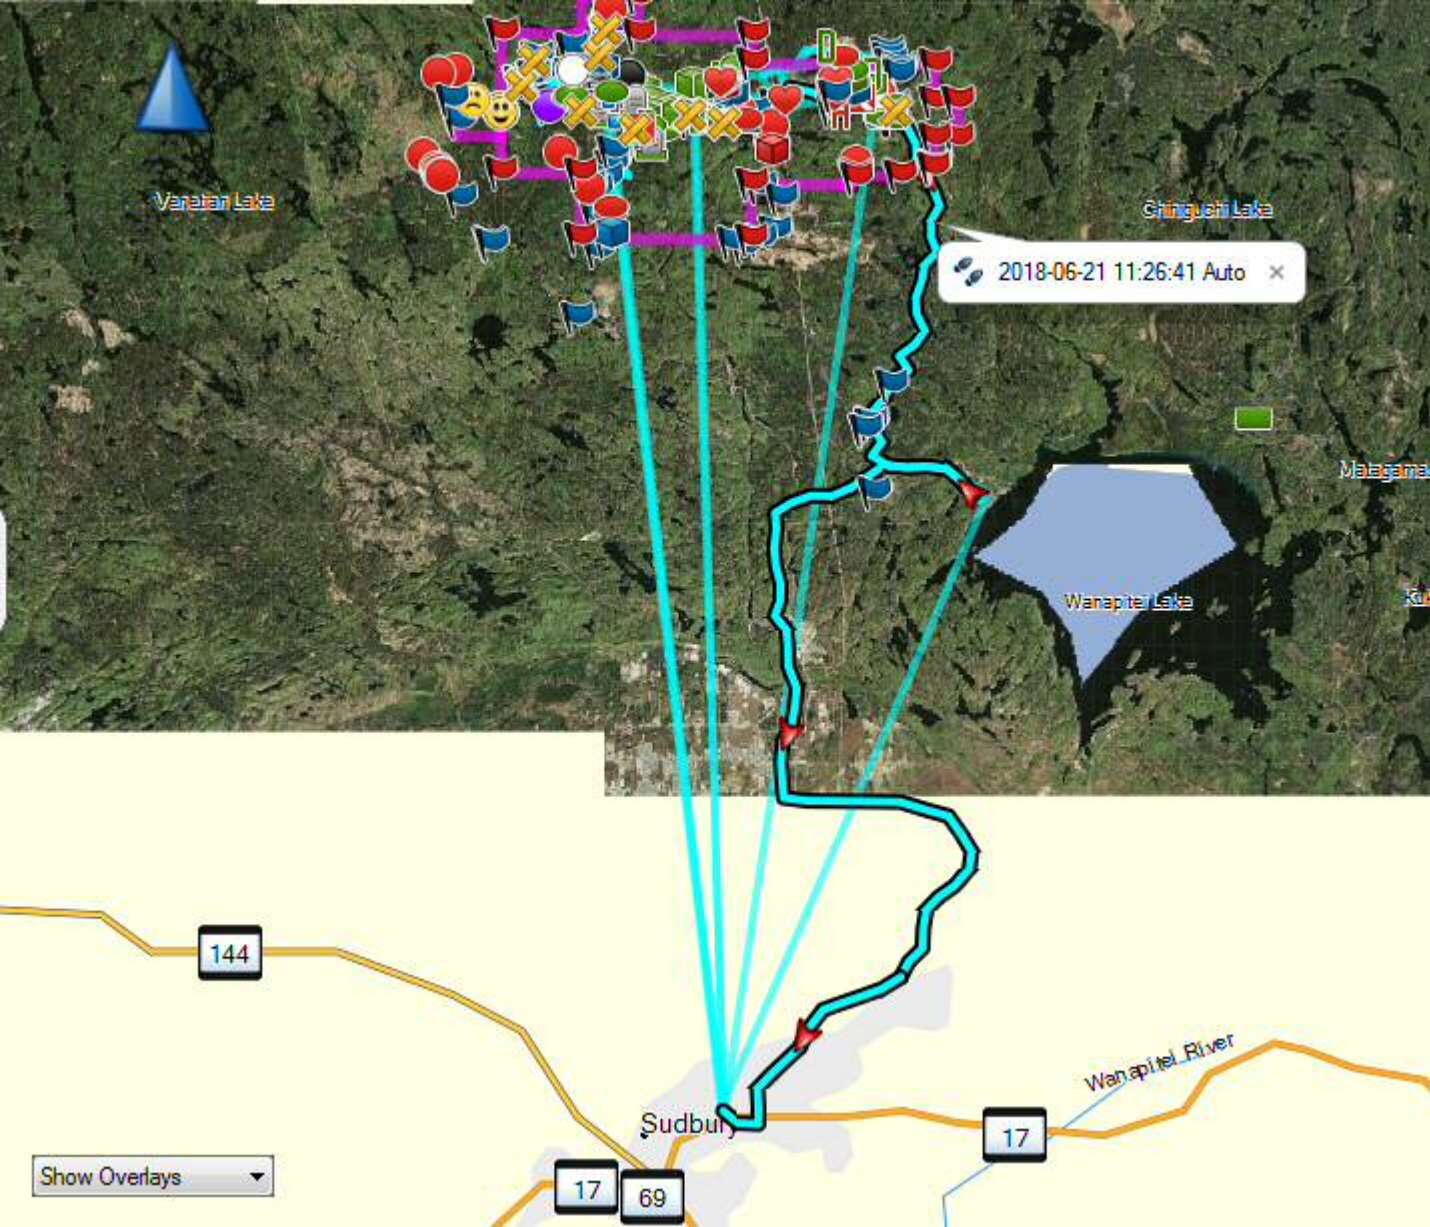 Venetian Lake
Chiniguchi Lake
2018-06-21 11:26:41 Auto
Wanapitei Lake
144
Wanapitei River
Sudbury
17
Show Overlays
17
69